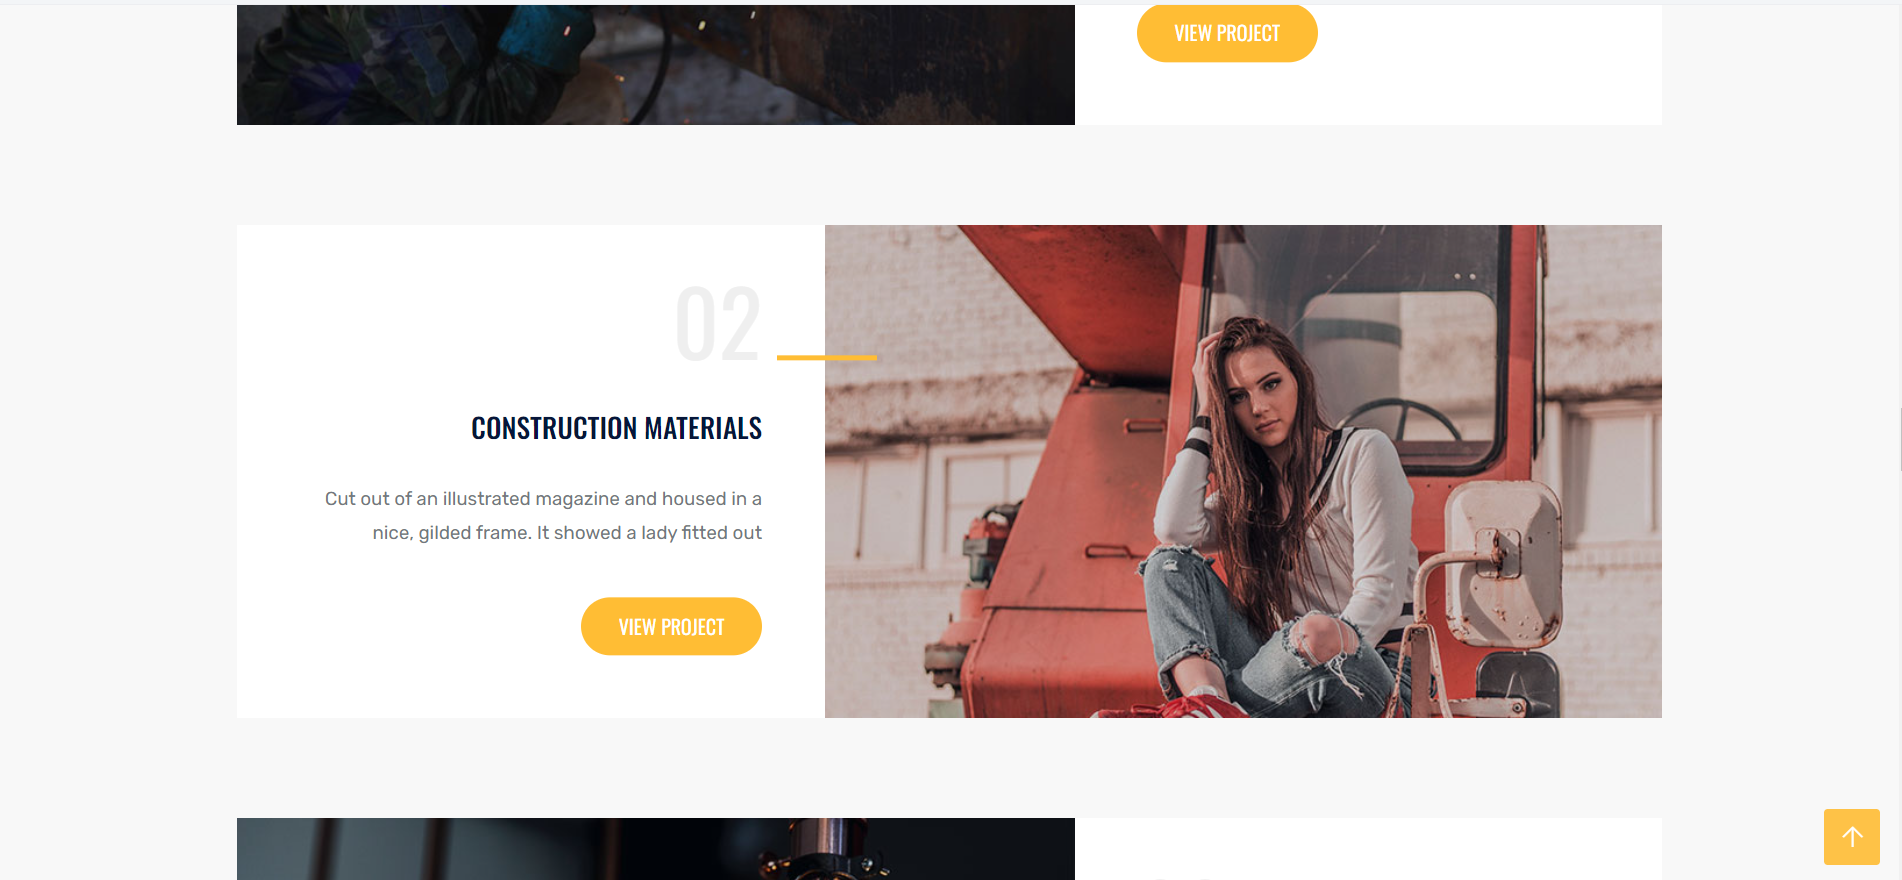 VIEW PROJECT
02
CONSTRUCTION MATERIALS
Cut out of an illustrated magazine and housed in a
nice, gilded frame. It showed a lady fitted out
VIEW PROJECT